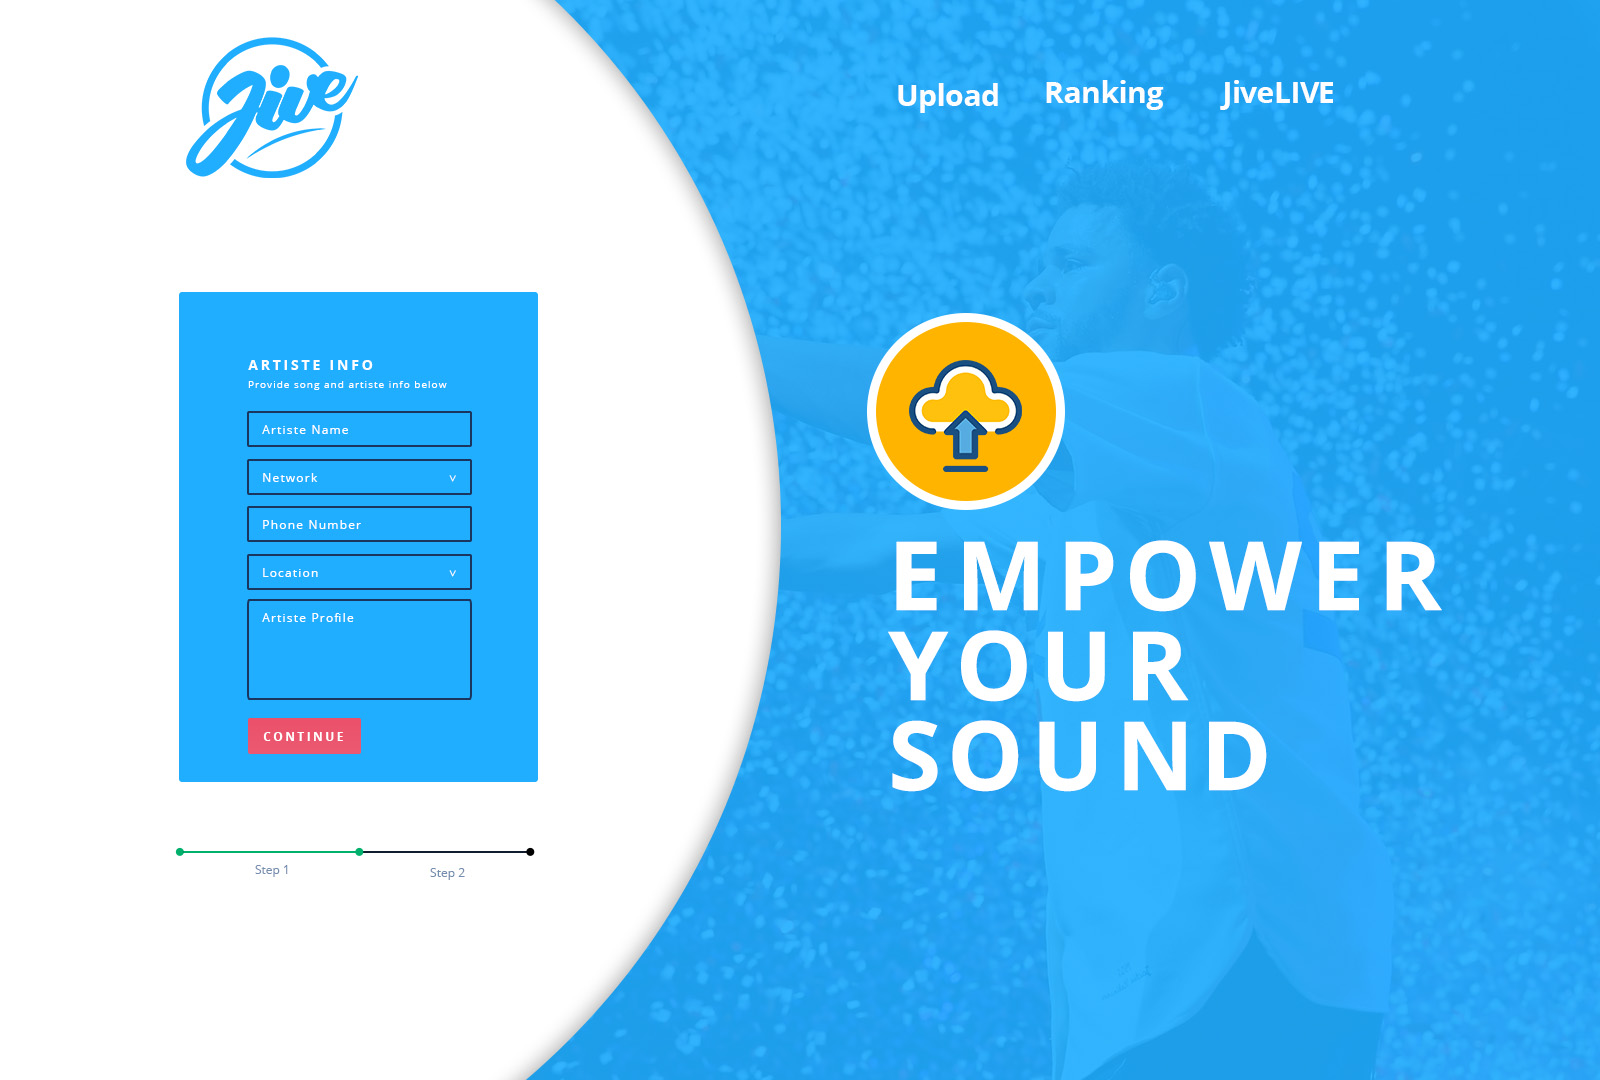 Jive
Upload
Ranking
JiveLIVE
ARTISTE INFO
Provide song and artiste info below
Artiste Name
Network
Phone Number
Location
Artiste Profile
CONTINUE
Step 1
Step 2
EMPOWER
YOUR
SOUND